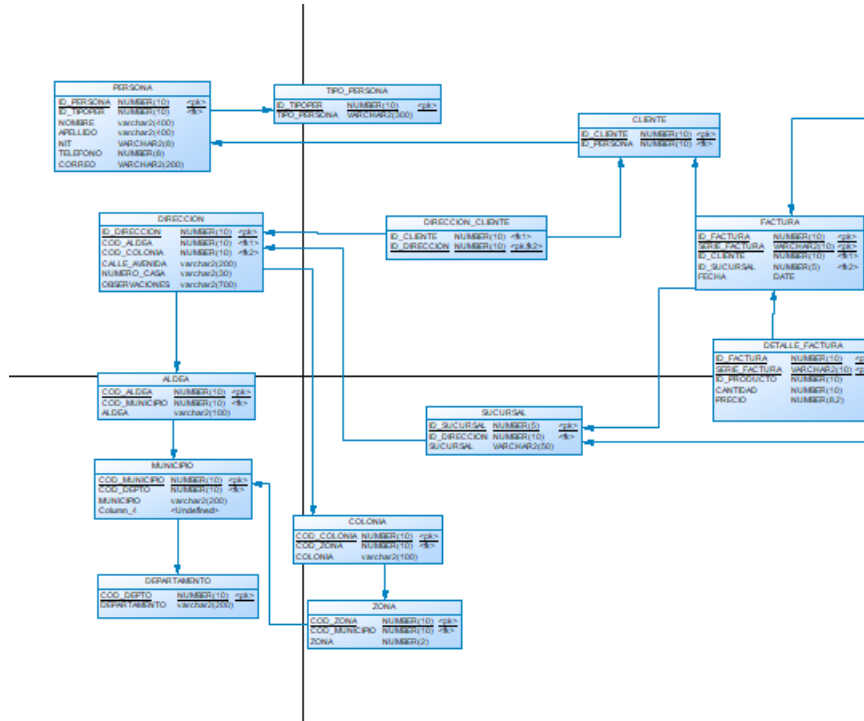 PERSONA
ID_PERSONA NUMBER(10) <pk>
ID_TIPOPER NUMBER(10) <fk>
NOMBRE varchar2(400)
APELLIDO varchar2(400)
NIT VARCHAR2(8)
TELEFONO NUMBER(8)
CORREO VARCHAR2(200)
TIPO_PERSONA
ID_TIPOPER NUMBER(10) <pk>
TIPO_PERSONA VARCHAR2(300)
CLIENTE
ID_CLIENTE NUMBER(10) <pk>
ID_PERSONA NUMBER(10) <fk>
DIRECCION
ID_DIRECCION NUMBER(10) <pk>
COD_ALDEA NUMBER(10) <fk1>
COD_COLONIA NUMBER(10) <fk2>
CALLE_AVENIDA varchar2(200)
NUMERO_CASA varchar2(30)
OBSERVACIONES varchar2(700)
DIRECCION_CLIENTE
ID_CLIENTE NUMBER(10) <fk1>
ID_DIRECCION NUMBER(10) <pk,fk2>
FACTURA
ID_FACTURA NUMBER(10) <pk>
SERIE_FACTURA VARCHAR2(10) <pk>
ID_CLIENTE NUMBER(10) <fk1>
ID_SUCURSAL NUMBER(5) <fk2>
FECHA DATE
DETALLE_FACTURA
ID_FACTURA NUMBER(10)
SERIE_FACTURA VARCHAR2(10)
ID_PRODUCTO NUMBER(10)
CANTIDAD NUMBER(10)
PRECIO NUMBER(8,2)
ALDEA
COD_ALDEA NUMBER(10) <pk>
COD_MUNICIPIO NUMBER(10) <fk>
ALDEA varchar2(100)
SUCURSAL
ID_SUCURSAL NUMBER(5) <pk>
ID_DIRECCION NUMBER(10) <fk>
SUCURSAL VARCHAR2(50)
MUNICIPIO
COD_MUNICIPIO NUMBER(10) <pk>
COD_DEPTO NUMBER(10) <fk>
MUNICIPIO varchar2(200)
Column_4 <Undefined>
COLONIA
COD_COLONIA NUMBER(10) <pk>
COD_ZONA NUMBER(10) <fk>
COLONIA varchar2(100)
DEPARTAMENTO
COD_DEPTO NUMBER(10) <pk>
DEPARTAMENTO varchar2(200)
ZONA
COD_ZONA NUMBER(10) <pk>
COD_MUNICIPIO NUMBER(10) <fk>
ZONA NUMBER(2)